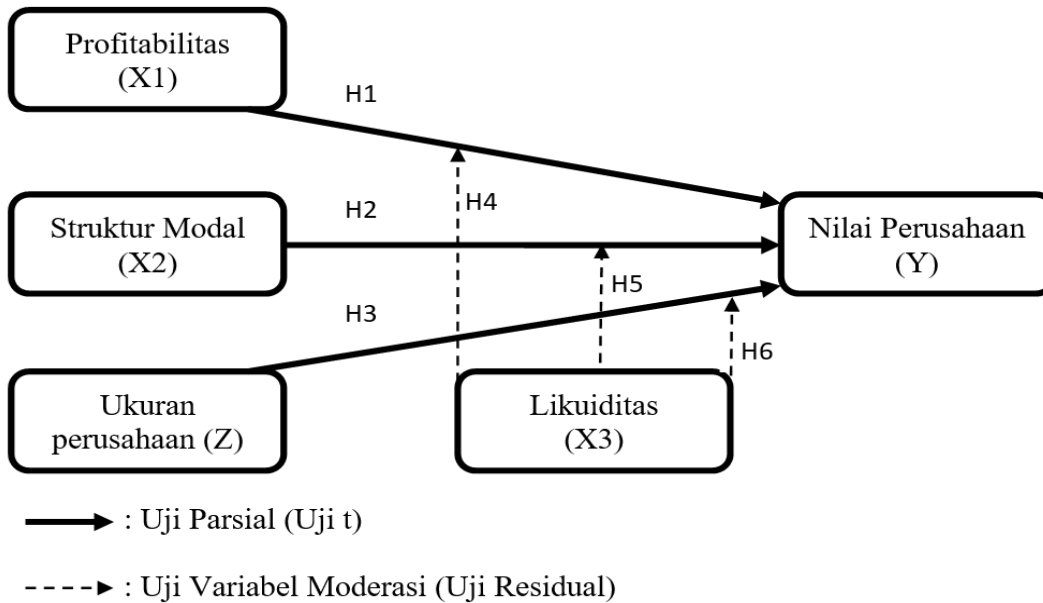 Profitabilitas
(X1)
H1
H4
Struktur Modal
(X2)
H2
Nilai Perusahaan
(Y)
H5
H3
H6
Ukuran
perusahaan (Z)
Likuiditas
(X3)
: Uji Parsial (Uji t)
: Uji Variabel Moderasi (Uji Residual)